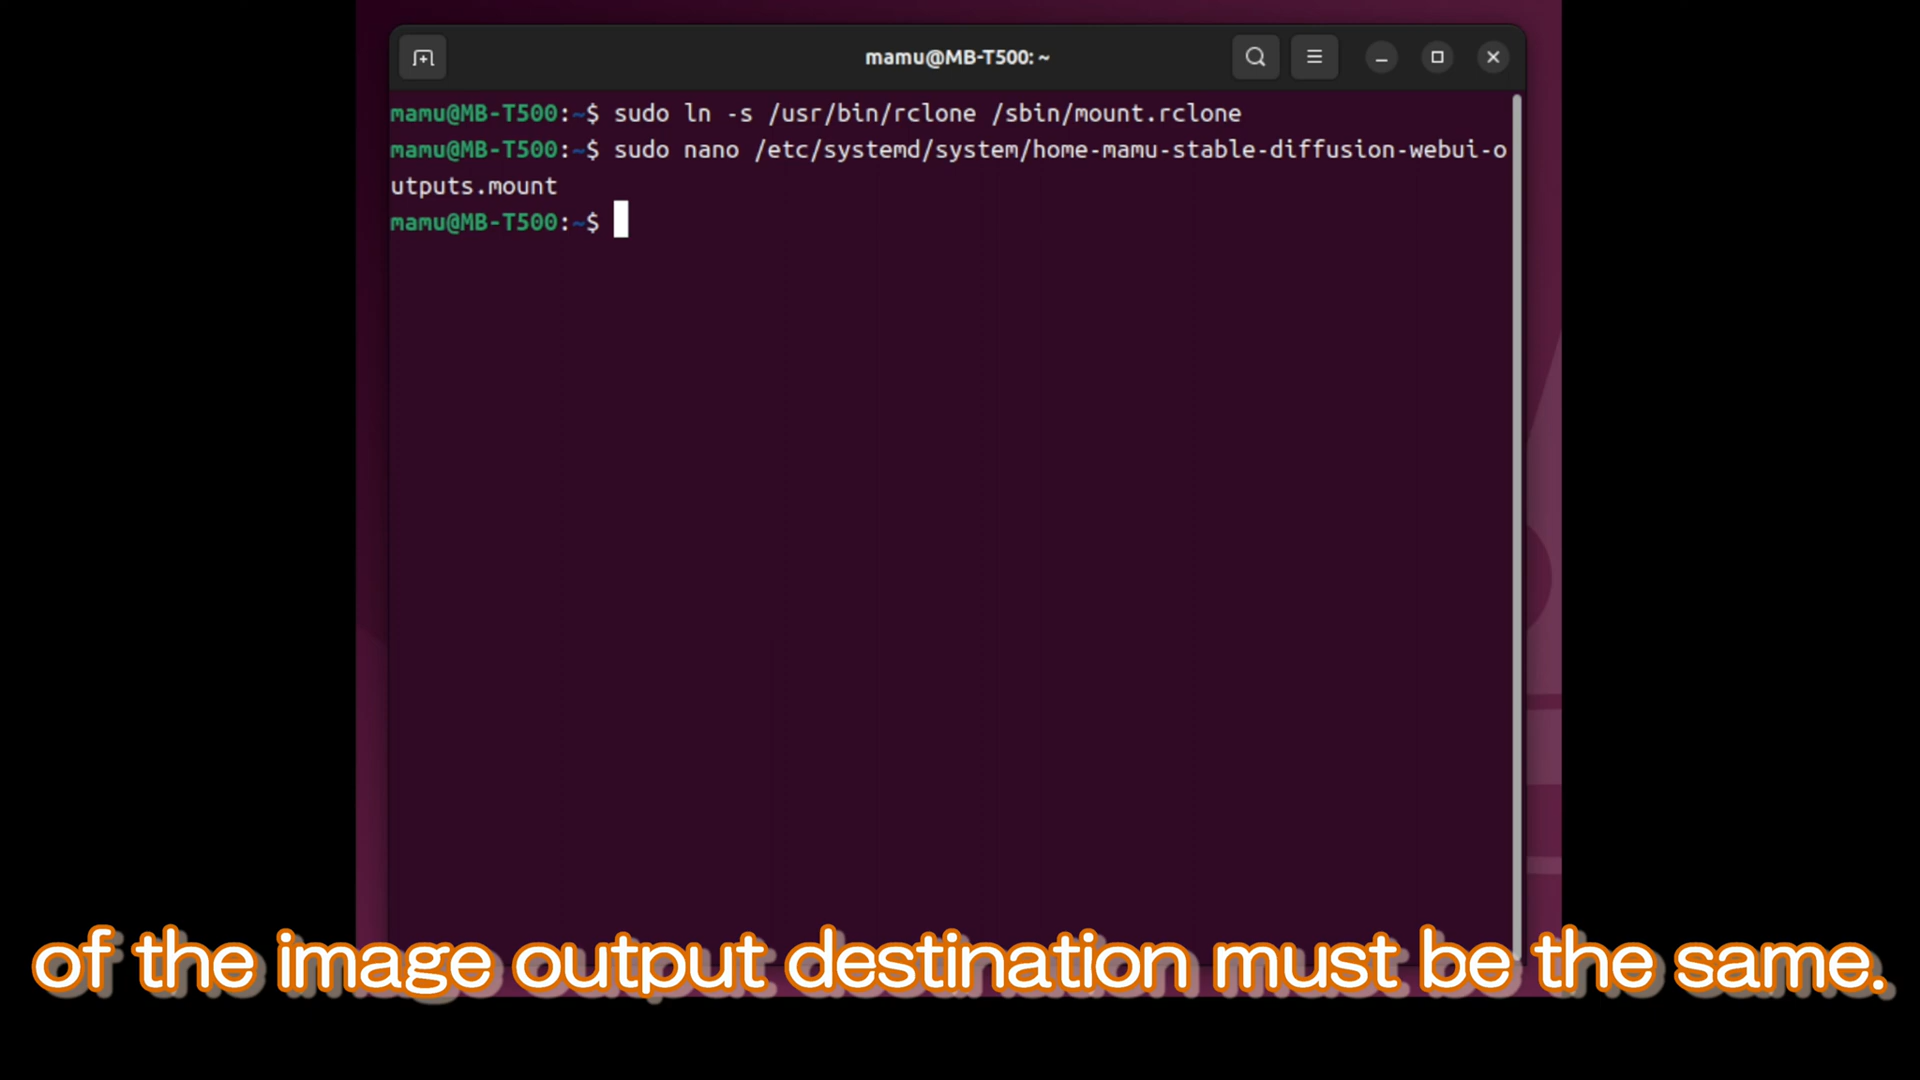 mamu@MB-T500: ~
mamu@MB-T500:~$ sudo ln -s /usr/bin/rclone /sbin/mount.rclone
mamu@MB-T500:~$ sudo nano /etc/systemd/system/home-mamu-stable-diffusion-webui-o
utputs.mount
mamu@MB-T500:~$
of the image output destination must be the same.